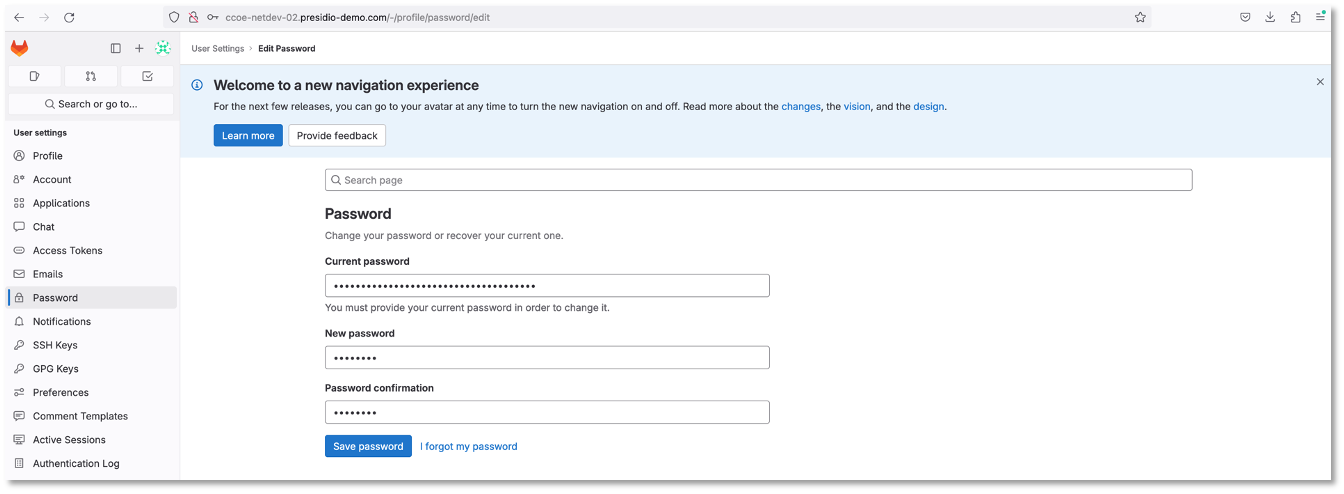 ccoe-netdev-02.presidio-demo.com/-/profile/password/edit
User Settings › Edit Password
Welcome to a new navigation experience
For the next few releases, you can go to your avatar at any time to turn the new navigation on and off. Read more about the changes, the vision, and the design.
Learn more
Provide feedback
Search or go to...
User settings
Profile
Account
Applications
Chat
Access Tokens
Emails
Password
Notifications
SSH Keys
GPG Keys
Preferences
Comment Templates
Active Sessions
Authentication Log
Search page
Password
Change your password or recover your current one.
Current password
•••••••••••••••••••••••••••••••••••••
You must provide your current password in order to change it.
New password
••••••••
Password confirmation
••••••••
Save password
I forgot my password